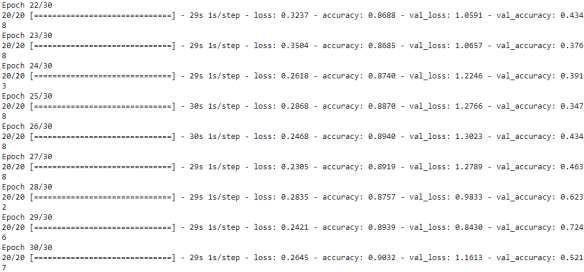 Epoch 22/30
20/20 [==============================] - 29s 1s/step - loss: 0.3237 - accuracy: 0.8688 - val_loss: 1.0591 - val_accuracy: 0.434
8
Epoch 23/30
20/20 [==============================] - 29s 1s/step - loss: 0.3504 - accuracy: 0.8685 - val_loss: 1.0657 - val_accuracy: 0.376
8
Epoch 24/30
20/20 [==============================] - 29s 1s/step - loss: 0.2618 - accuracy: 0.8740 - val_loss: 1.2246 - val_accuracy: 0.391
3
Epoch 25/30
20/20 [==============================] - 30s 1s/step - loss: 0.2868 - accuracy: 0.8870 - val_loss: 1.2766 - val_accuracy: 0.347
8
Epoch 26/30
20/20 [==============================] - 30s 1s/step - loss: 0.2468 - accuracy: 0.8940 - val_loss: 1.3023 - val_accuracy: 0.434
8
Epoch 27/30
20/20 [==============================] - 29s 1s/step - loss: 0.2305 - accuracy: 0.8919 - val_loss: 1.2789 - val_accuracy: 0.463
8
Epoch 28/30
20/20 [==============================] - 29s 1s/step - loss: 0.2835 - accuracy: 0.8757 - val_loss: 0.9833 - val_accuracy: 0.623
2
Epoch 29/30
20/20 [==============================] - 29s 1s/step - loss: 0.2421 - accuracy: 0.8939 - val_loss: 0.8430 - val_accuracy: 0.724
6
Epoch 30/30
20/20 [==============================] - 29s 1s/step - loss: 0.2645 - accuracy: 0.9032 - val_loss: 1.1613 - val_accuracy: 0.521
7